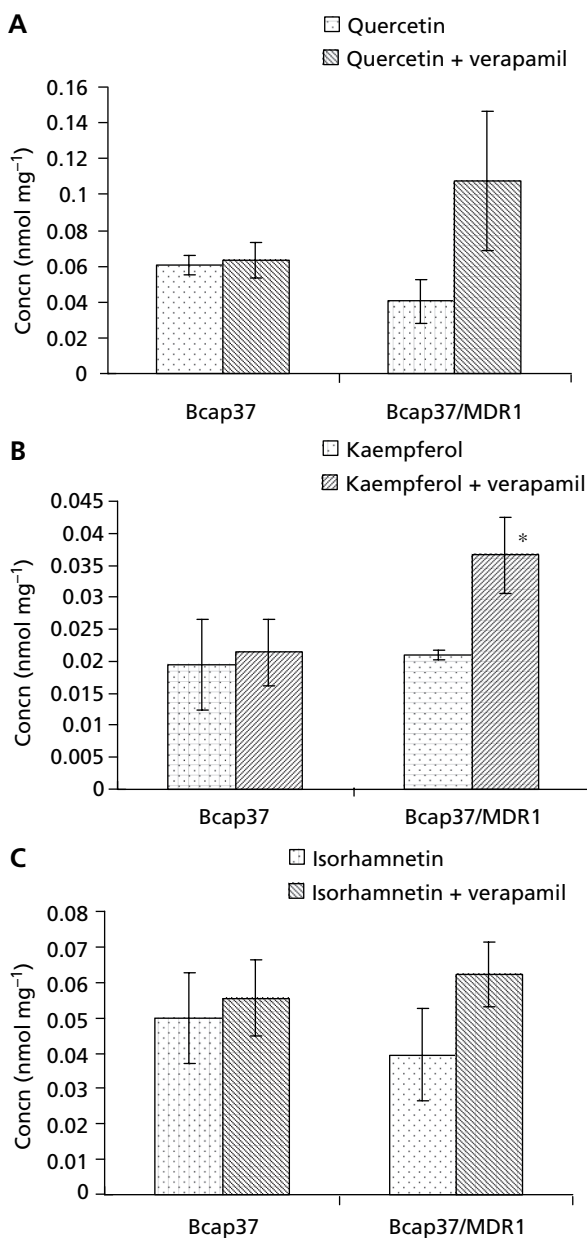 A
Quercetin
Quercetin + verapamil
0.16
0.14
0.12
0.1
0.08
0.06
0.04
0.02
0
Concn (nmol mg⁻¹)
Bcap37 Bcap37/MDR1
B
Kaempferol
Kaempferol + verapamil
0.045
0.04
0.035
0.03
0.025
0.02
0.015
0.01
0.005
0
Concn (nmol mg⁻¹)
*
Bcap37 Bcap37/MDR1
C
Isorhamnetin
Isorhamnetin + verapamil
0.08
0.07
0.06
0.05
0.04
0.03
0.02
0.01
0
Concn (nmol mg⁻¹)
Bcap37 Bcap37/MDR1